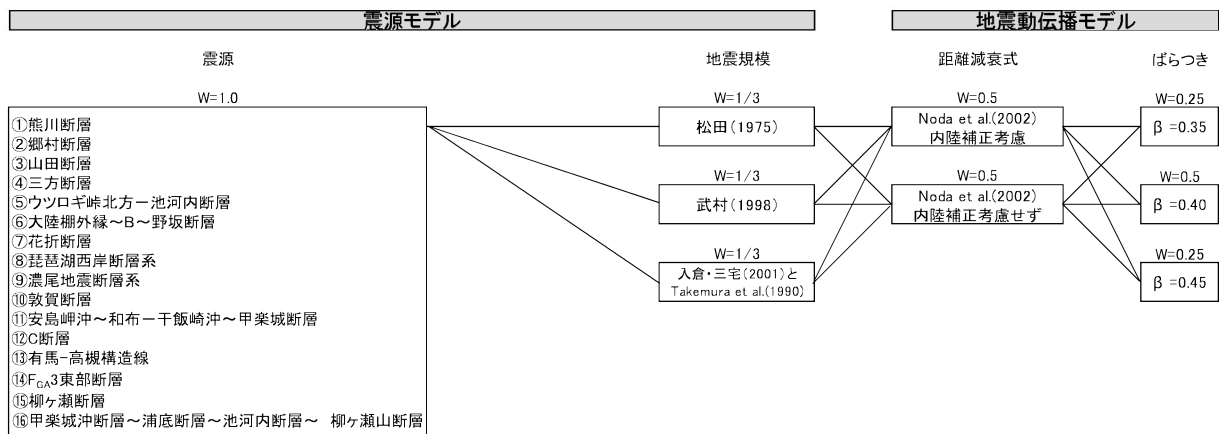 震源モデル
地震動伝播モデル
震源
地震規模
距離減衰式
ばらつき
W=1.0
①熊川断層
②郷村断層
③山田断層
④三方断層
⑤ウツロギ峠北方ー池河内断層
⑥大陸棚外縁～B～野坂断層
⑦花折断層
⑧琵琶湖西岸断層系
⑨濃尾地震断層系
⑩敦賀断層
⑪安島岬沖～和布ー干飯崎沖～甲楽城断層
⑫C断層
⑬有馬-高槻構造線
⑭FGA3東部断層
⑮柳ヶ瀬断層
⑯甲楽城沖断層～浦底断層～池河内断層～ 柳ヶ瀬山断層
W=1/3
松田(1975)
W=1/3
武村(1998)
W=1/3
入倉・三宅(2001)と
Takemura et al.(1990)
W=0.5
Noda et al.(2002)
内陸補正考慮
W=0.5
Noda et al.(2002)
内陸補正考慮せず
W=0.25
β =0.35
W=0.5
β =0.40
W=0.25
β =0.45